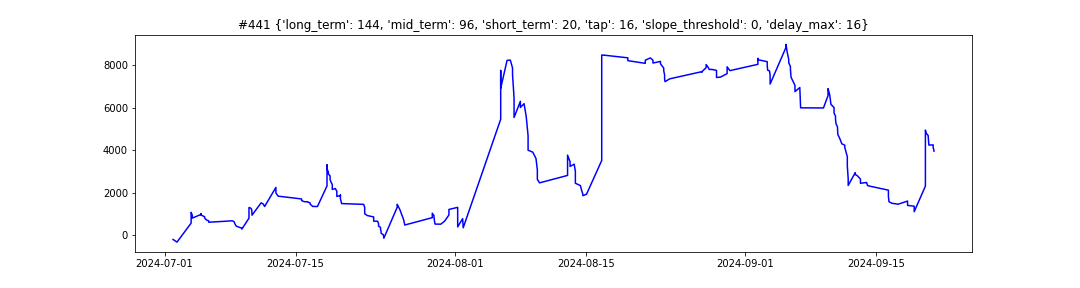 #441 {'long_term': 144, 'mid_term': 96, 'short_term': 20, 'tap': 16, 'slope_threshold': 0, 'delay_max': 16}
8000
6000
4000
2000
0
2024-07-01 2024-07-15 2024-08-01 2024-08-15 2024-09-01 2024-09-15